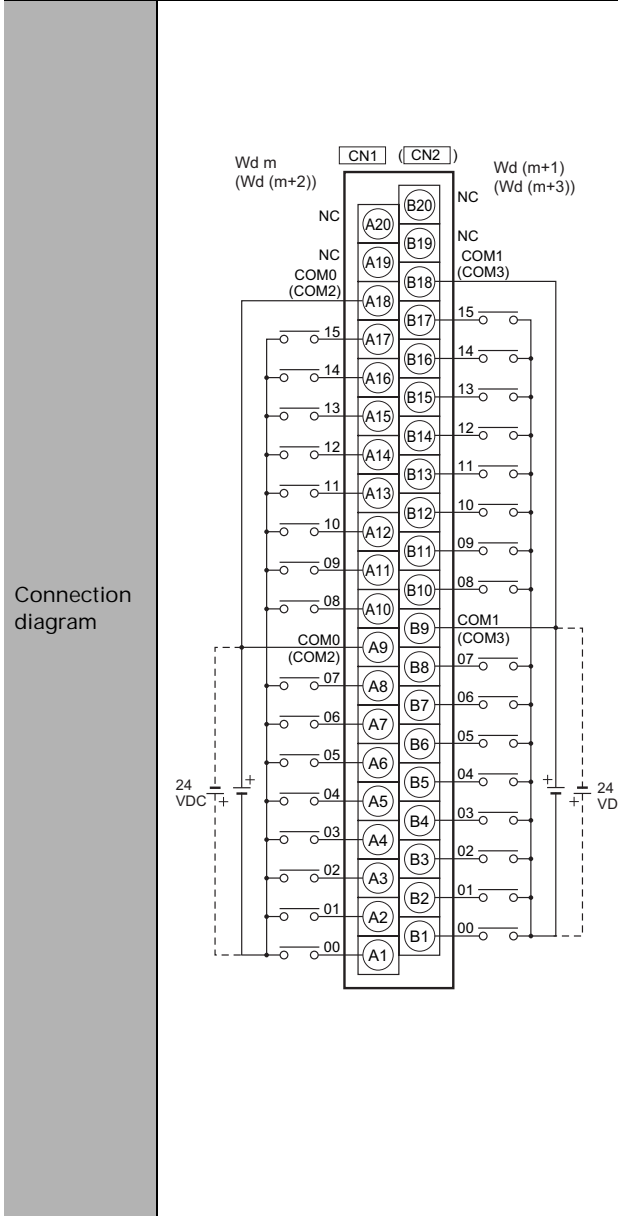 Connection
diagram
CN1 (CN2)
Wd m
(Wd (m+2))
Wd (m+1)
(Wd (m+3))
NC A20 B20 NC
NC A19 B19 NC
COM0
(COM2) A18 B18 COM1
(COM3)
15 A17 B17 15
14 A16 B16 14
13 A15 B15 13
12 A14 B14 12
11 A13 B13 11
10 A12 B12 10
09 A11 B11 09
08 A10 B10 08
COM0
(COM2) A9 B9 COM1
(COM3)
07 A8 B8 07
06 A7 B7 06
05 A6 B6 05
04 A5 B5 04
03 A4 B4 03
02 A3 B3 02
01 A2 B2 01
00 A1 B1 00
24
VDC + +
+ + 24
VD